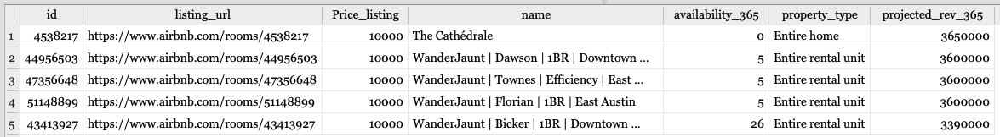 id listing_url Price_listing name availability_365 property_type projected_rev_365
1 4538217 https://www.airbnb.com/rooms/4538217 10000 The Cathédrale 0 Entire home 3650000
2 44956503 https://www.airbnb.com/rooms/44956503 10000 WanderJaunt | Dawson | 1BR | Downtown ... 5 Entire rental unit 3600000
3 47356648 https://www.airbnb.com/rooms/47356648 10000 WanderJaunt | Townes | Efficiency | East ... 5 Entire rental unit 3600000
4 51148899 https://www.airbnb.com/rooms/51148899 10000 WanderJaunt | Florian | 1BR | East Austin 5 Entire rental unit 3600000
5 43413927 https://www.airbnb.com/rooms/43413927 10000 WanderJaunt | Bicker | 1BR | Downtown ... 26 Entire rental unit 3390000